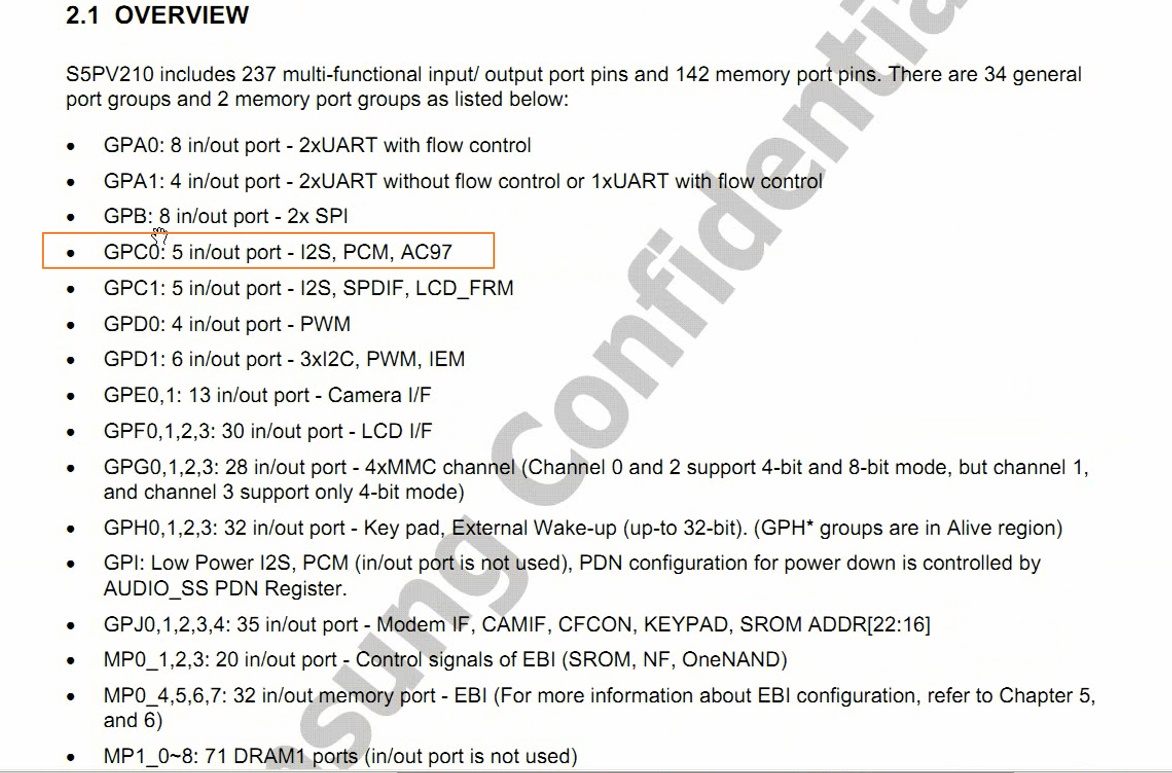 2.1 OVERVIEW
S5PV210 includes 237 multi-functional input/ output port pins and 142 memory port pins. There are 34 general
port groups and 2 memory port groups as listed below:
• GPA0: 8 in/out port - 2xUART with flow control
• GPA1: 4 in/out port - 2xUART without flow control or 1xUART with flow control
• GPB: 8 in/out port - 2x SPI
• GPC0: 5 in/out port - I2S, PCM, AC97
• GPC1: 5 in/out port - I2S, SPDIF, LCD_FRM
• GPD0: 4 in/out port - PWM
• GPD1: 6 in/out port - 3xI2C, PWM, IEM
• GPE0,1: 13 in/out port - Camera I/F
• GPF0,1,2,3: 30 in/out port - LCD I/F
• GPG0,1,2,3: 28 in/out port - 4xMMC channel (Channel 0 and 2 support 4-bit and 8-bit mode, but channel 1,
and channel 3 support only 4-bit mode)
• GPH0,1,2,3: 32 in/out port - Key pad, External Wake-up (up-to 32-bit). (GPH* groups are in Alive region)
• GPI: Low Power I2S, PCM (in/out port is not used), PDN configuration for power down is controlled by
AUDIO_SS PDN Register.
• GPJ0,1,2,3,4: 35 in/out port - Modem IF, CAMIF, CFCON, KEYPAD, SROM ADDR[22:16]
• MP0_1,2,3: 20 in/out port - Control signals of EBI (SROM, NF, OneNAND)
• MP0_4,5,6,7: 32 in/out memory port - EBI (For more information about EBI configuration, refer to Chapter 5,
and 6)
• MP1_0~8: 71 DRAM1 ports (in/out port is not used)
sung Confidentia